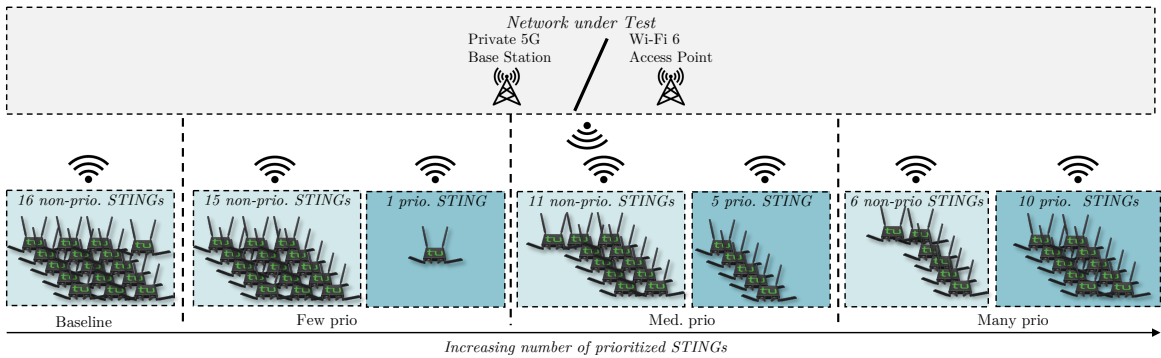 Network under Test
Private 5G
Base Station
Wi-Fi 6
Access Point
16 non-prio. STINGs
15 non-prio. STINGs
1 prio. STING
11 non-prio. STINGs
5 prio. STING
6 non-prio. STINGs
10 prio. STINGs
Baseline
Few prio
Med. prio
Many prio
Increasing number of prioritized STINGs